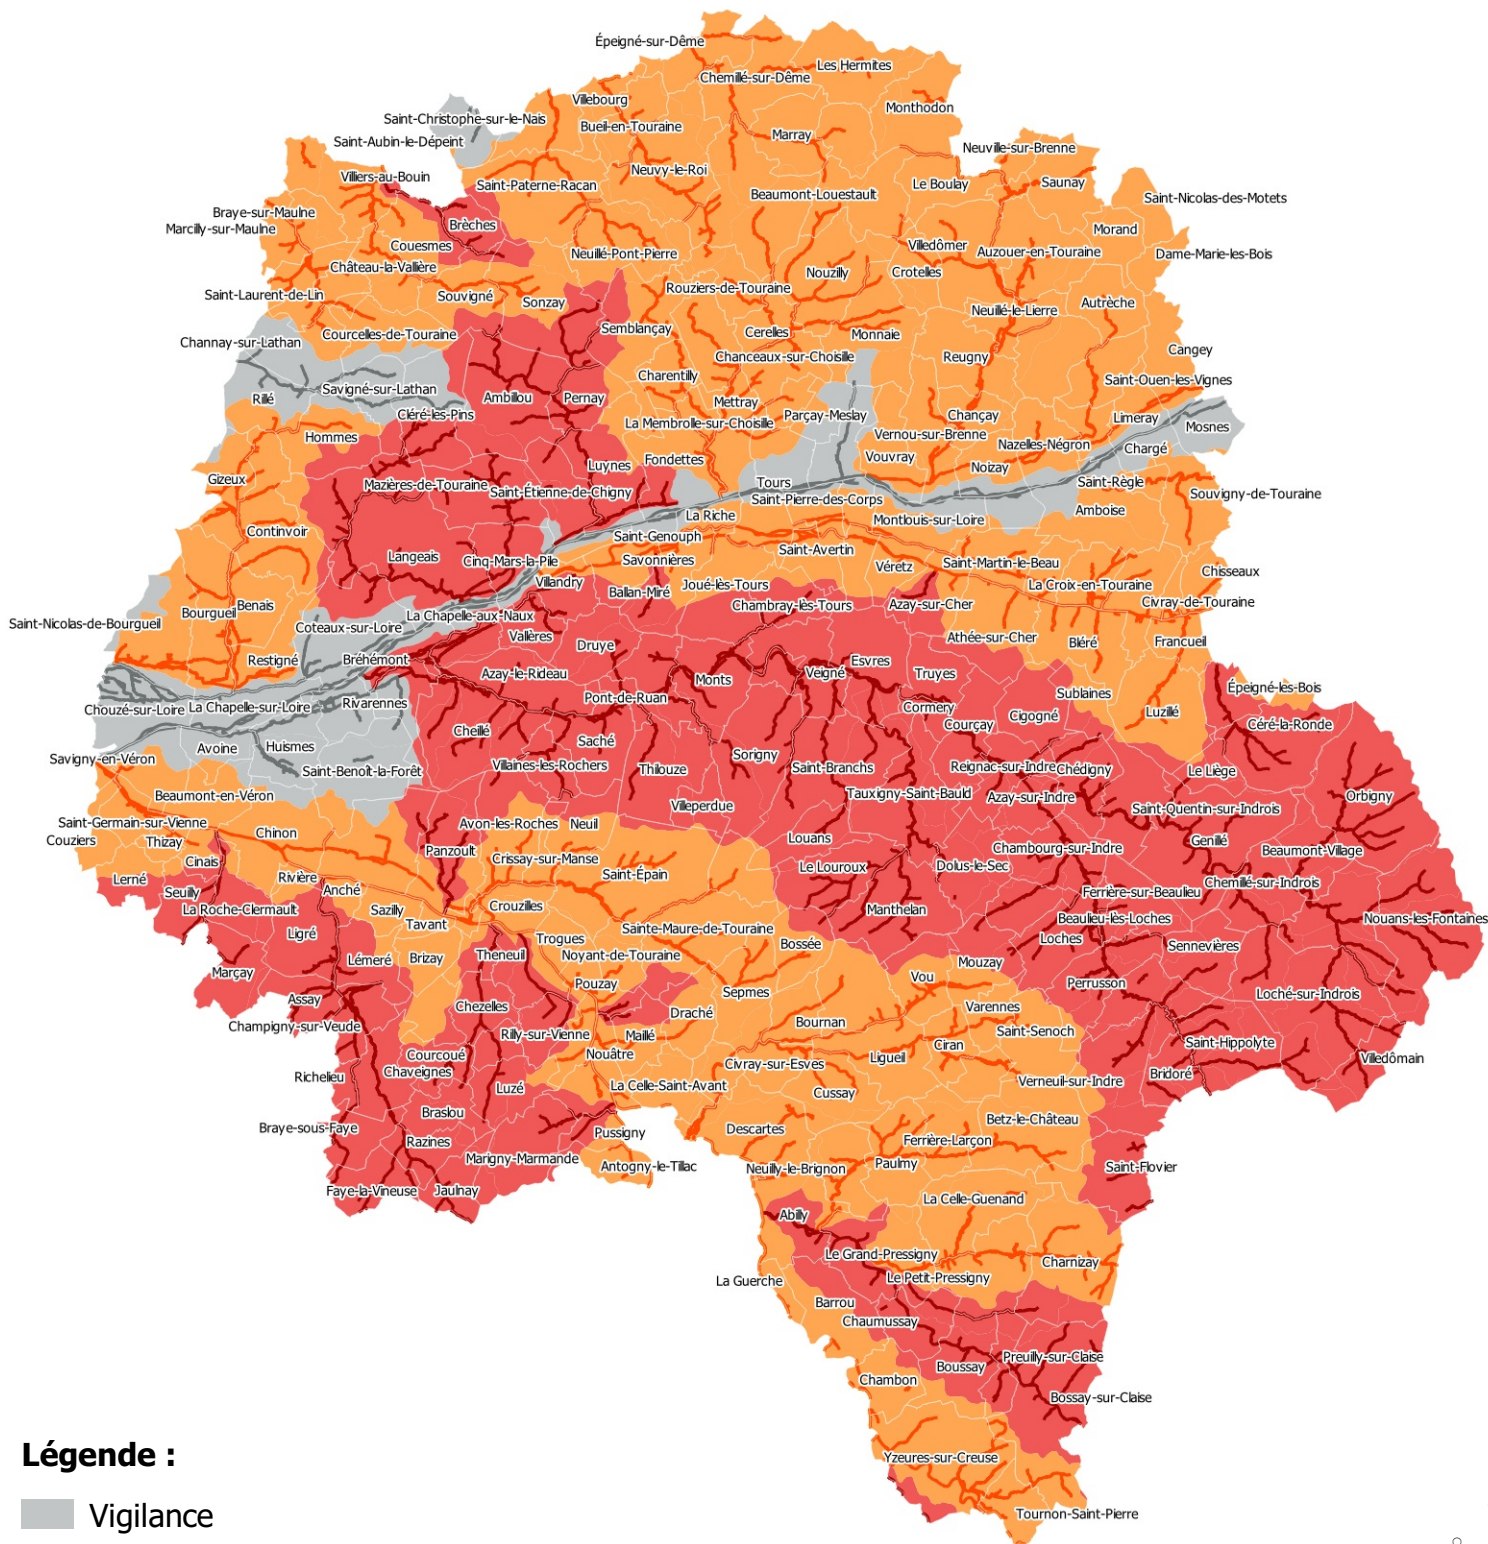 Épeigné-sur-Dême
Les Hermites
Chemillé-sur-Dême
Villebourg
Monthodon
Saint-Christophe-sur-le-Nais
Bueil-en-Touraine
Marray
Saint-Aubin-le-Dépeint
Neuville-sur-Brenne
Neuvy-le-Roi
Villiers-au-Bouin
Saint-Paterne-Racan
Le Boulay
Saunay
Beaumont-Louestault
Saint-Nicolas-des-Motets
Braye-sur-Maulne
Brèches
Marcilly-sur-Maulne
Morand
Couesmes
Villedômer
Auzouer-en-Touraine
Neuillé-Pont-Pierre
Dame-Marie-les-Bois
Château-la-Vallière
Nouzilly
Crotelles
Rouziers-de-Touraine
Saint-Laurent-de-Lin
Souvigné
Sonzay
Autrèche
Neuillé-le-Lierre
Semblançay
Cerelles
Monnaie
Courcelles-de-Touraine
Channay-sur-Lathan
Cangey
Chanceaux-sur-Choisille
Reugny
Charentilly
Saint-Ouen-les-Vignes
Savigné-sur-Lathan
Rillé
Ambillou
Pernay
Mettray
Cléré-les-Pins
Parçay-Meslay
Chançay
Limeray
La Membrolle-sur-Choisille
Mosnes
Hommes
Vernou-sur-Brenne
Nazelles-Négron
Chargé
Vouvray
Fondettes
Luynes
Noizay
Gizeux
Mazières-de-Touraine
Tours
Saint-Règle
Saint-Étienne-de-Chigny
Saint-Pierre-des-Corps
Souvigny-de-Touraine
La Riche
Amboise
Montlouis-sur-Loire
Continvoir
Saint-Genouph
Saint-Avertin
Langeais
Cinq-Mars-la-Pile
Savonnières
Saint-Martin-le-Beau
Véretz
Chisseaux
Villandry
Joué-lès-Tours
La Croix-en-Touraine
Ballan-Miré
Civray-de-Touraine
Benais
Chambray-lès-Tours
Azay-sur-Cher
Bourgueil
La Chapelle-aux-Naux
Saint-Nicolas-de-Bourgueil
Coteaux-sur-Loire
Vallères
Athée-sur-Cher
Bléré
Francueil
Druye
Restigné
Bréhémont
Esvres
Azay-le-Rideau
Veigné
Truyes
Monts
Épeigné-les-Bois
Sublaines
Pont-de-Ruan
Rivarennes
Chouzé-sur-Loire
La Chapelle-sur-Loire
Cormery
Luzillé
Cigogné
Courçay
Céré-la-Ronde
Cheillé
Saché
Avoine
Huismes
Sorigny
Savigny-en-Véron
Villaines-les-Rochers
Reignac-sur-Indre
Chédigny
Saint-Benoît-la-Forêt
Thilouze
Saint-Branchs
Le Liège
Beaumont-en-Véron
Tauxigny-Saint-Bauld
Azay-sur-Indre
Orbigny
Villeperdue
Saint-Quentin-sur-Indrois
Saint-Germain-sur-Vienne
Avon-les-Roches
Neuil
Chinon
Couziers
Thizay
Louans
Genillé
Panzoult
Chambourg-sur-Indre
Beaumont-Village
Cinais
Crissay-sur-Manse
Le Louroux
Dolus-le-Sec
Saint-Épain
Lerné
Rivière
Chemillé-sur-Indrois
Seuilly
Anché
Ferrière-sur-Beaulieu
La Roche-Clermault
Sazilly
Crouzilles
Manthelan
Beaulieu-lès-Loches
Nouans-les-Fontaines
Tavant
Sainte-Maure-de-Touraine
Ligré
Trogues
Bossée
Loches
Sennevières
Lémeré
Brizay
Theneuil
Noyant-de-Touraine
Mouzay
Marçay
Pouzay
Vou
Perrusson
Sepmes
Loché-sur-Indrois
Assay
Chezelles
Varennes
Draché
Champigny-sur-Veude
Bournan
Rilly-sur-Vienne
Maillé
Saint-Senoch
Saint-Hippolyte
Ciran
Courcoué
Nouâtre
Ligueil
Villedômain
Civray-sur-Esves
Chaveignes
Richelieu
Bridoré
Luzé
La Celle-Saint-Avant
Verneuil-sur-Indre
Cussay
Braslou
Betz-le-Château
Braye-sous-Faye
Descartes
Pussigny
Razines
Ferrière-Larçon
Marigny-Marmande
Antogny-le-Tillac
Neuilly-le-Brignon
Paulmy
Saint-Flovier
Faye-la-Vineuse
Jaulnay
La Celle-Guenand
Abilly
Le Grand-Pressigny
Charnizay
La Guerche
Le Petit-Pressigny
Barrou
Chaumussay
Preuilly-sur-Claise
Boussay
Chambon
Bossay-sur-Claise
Légende :
Yzeures-sur-Creuse
Vigilance
Tournon-Saint-Pierre